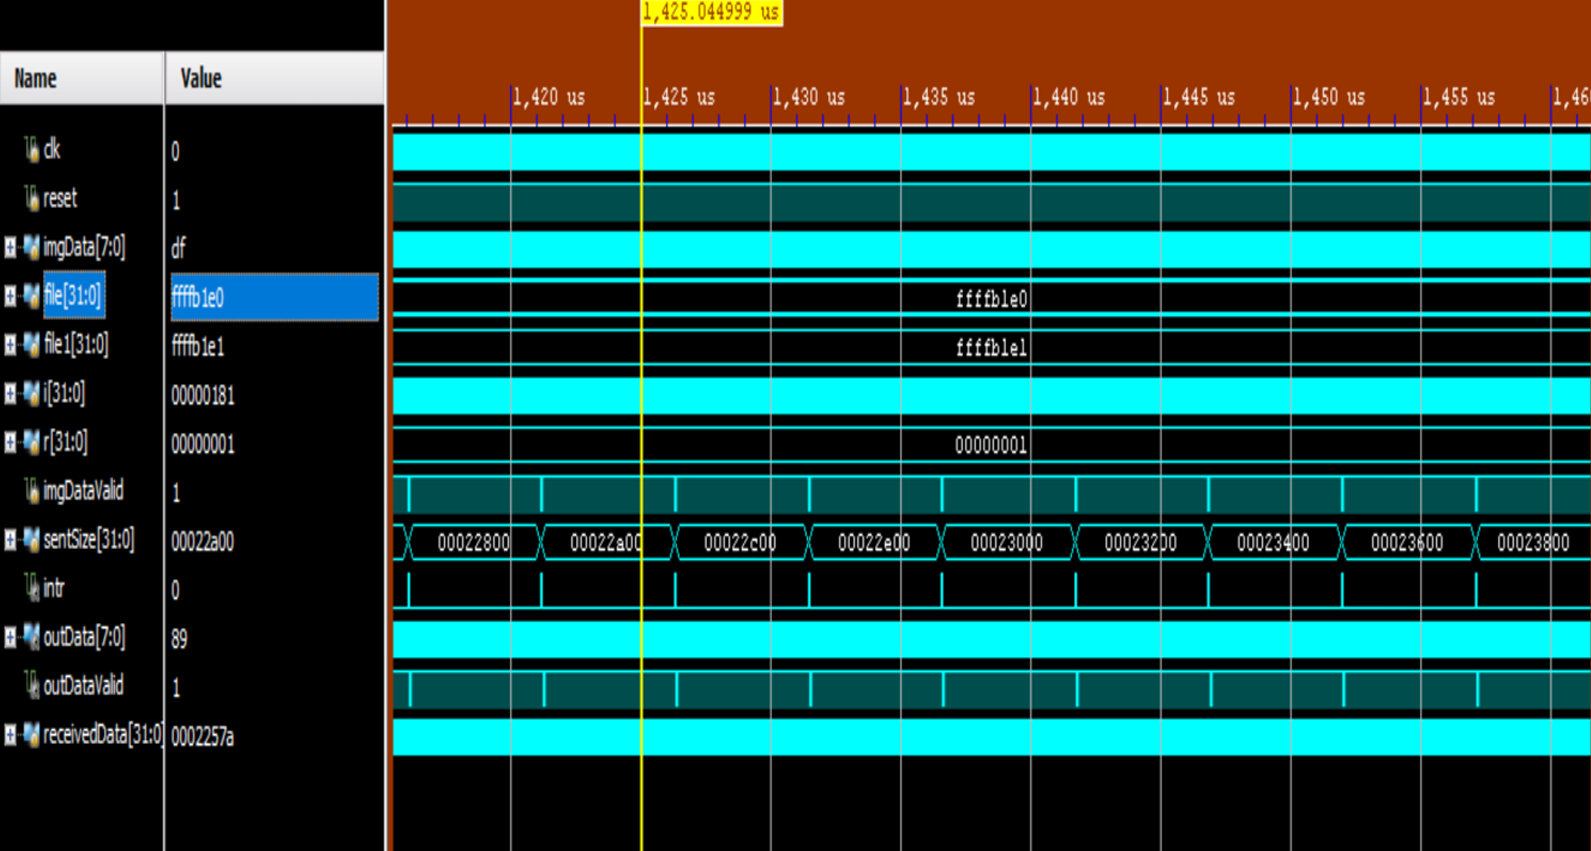 1,425.044999 us
Name Value
1,420 us 1,425 us 1,430 us 1,435 us 1,440 us 1,445 us 1,450 us 1,455 us 1,460
clk 0
reset 1
imgData[7:0] df
file[31:0] ffffb1e0 ffffb1e0
file1[31:0] ffffb1e1 ffffb1e1
i[31:0] 00000181
r[31:0] 00000001 00000001
imgDataValid 1
sentSize[31:0] 00022a00 00022800 00022a00 00022c00 00022e00 00023000 00023200 00023400 00023600 00023800
intr 0
outData[7:0] 89
outDataValid 1
receivedData[31:0] 0002257a